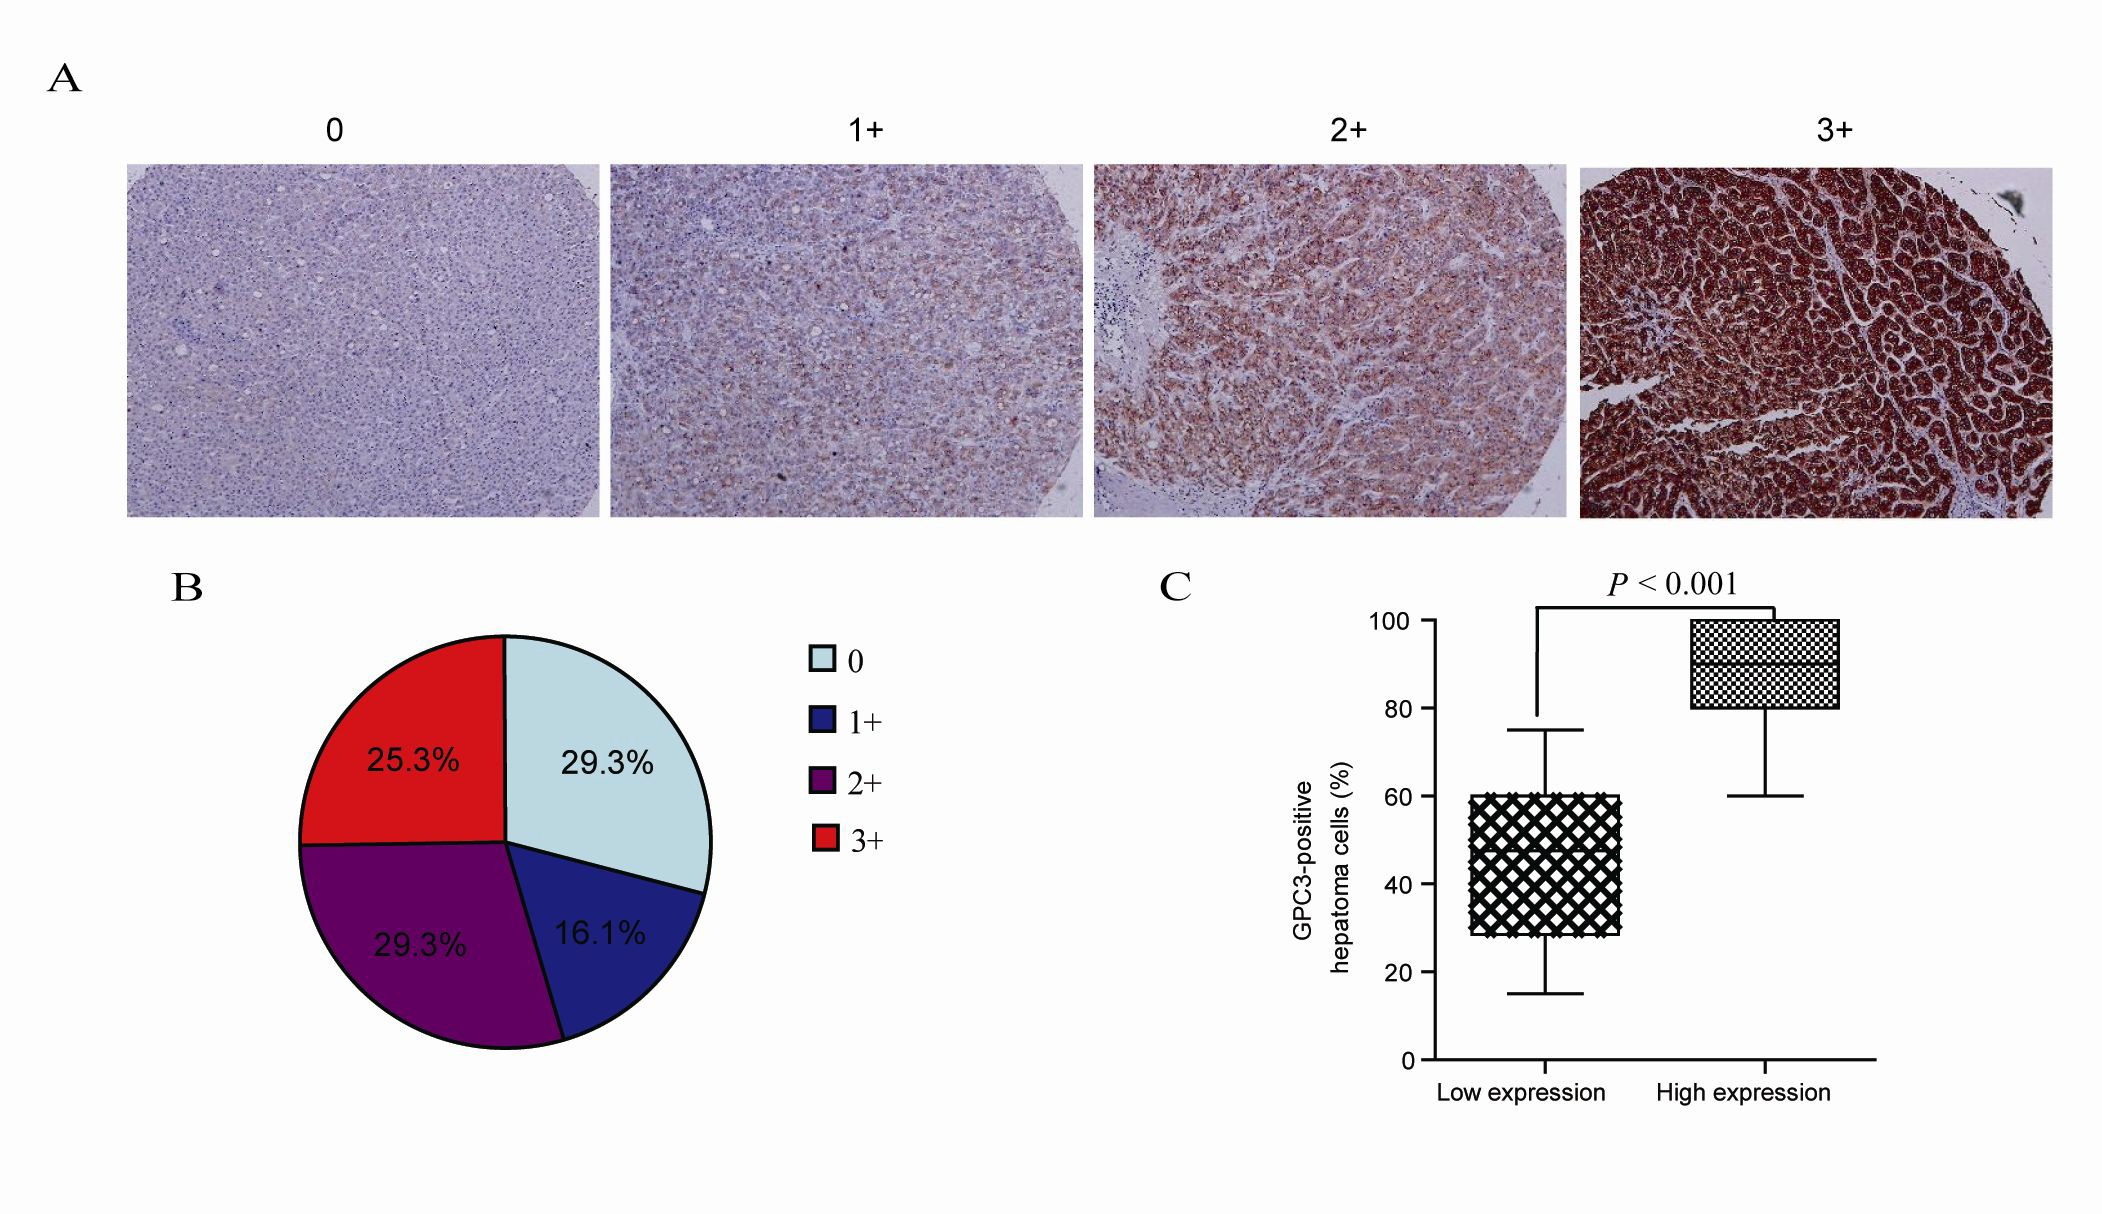 A
0 1+ 2+ 3+
B
29.3%
16.1%
29.3%
25.3%
0
1+
2+
3+
C
P < 0.001
GPC3-positive
hepatoma cells (%)
100
80
60
40
20
0
Low expression High expression